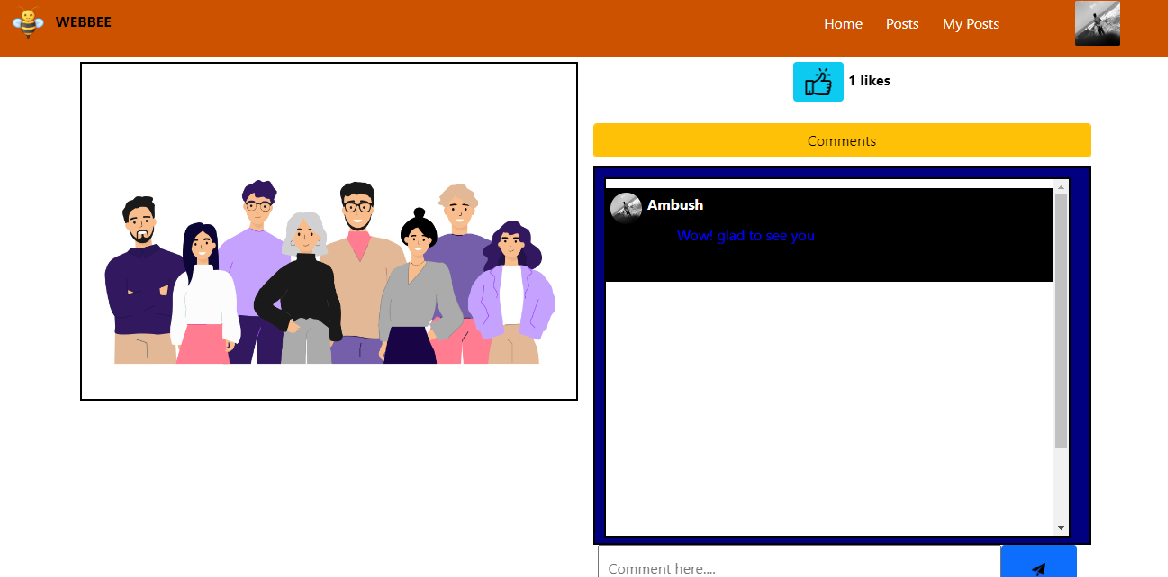 WEBBEE
Home Posts My Posts
1 likes
Comments
Ambush
Wow! glad to see you
Comment here....